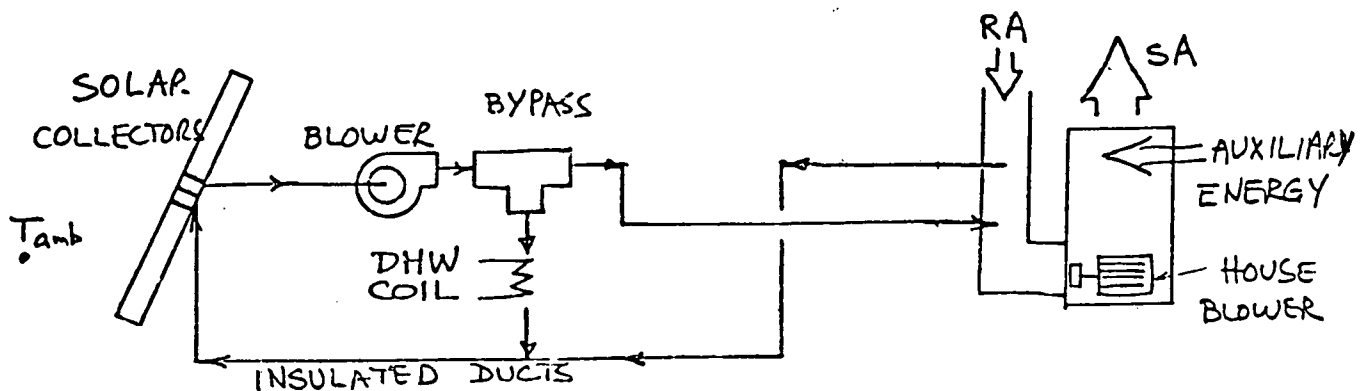 SOLAR
COLLECTORS
BLOWER
BYPASS
RA
SA
AUXILIARY
ENERGY
Tamb
DHW
COIL
HOUSE
BLOWER
INSULATED DUCTS